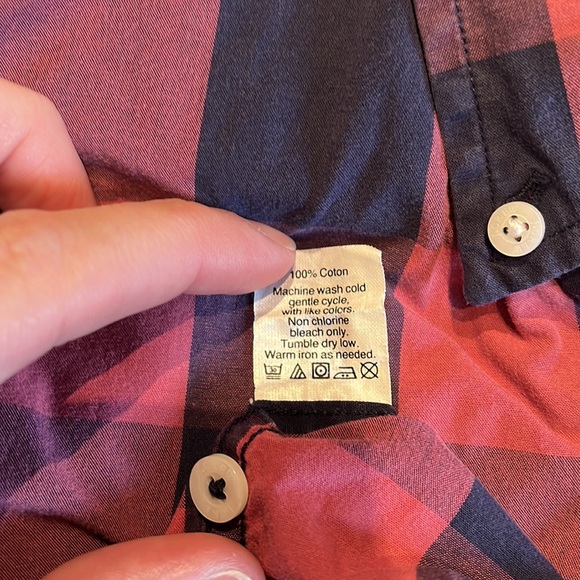 100% Coton
Machine wash cold
gentle cycle,
with like colors.
Non chlorine
bleach only.
Tumble dry low.
Warm iron as needed.